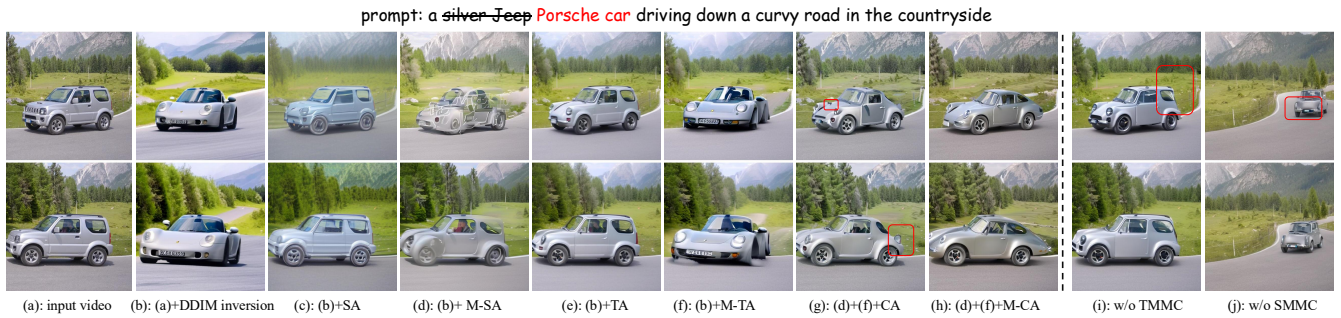 prompt: a silver Jeep Porsche car driving down a curvy road in the countryside
(a): input video (b): (a)+DDIM inversion (c): (b)+SA (d): (b)+ M-SA (e): (b)+TA (f): (b)+M-TA (g): (d)+(f)+CA (h): (d)+(f)+M-CA (i): w/o TMMC (j): w/o SMMC